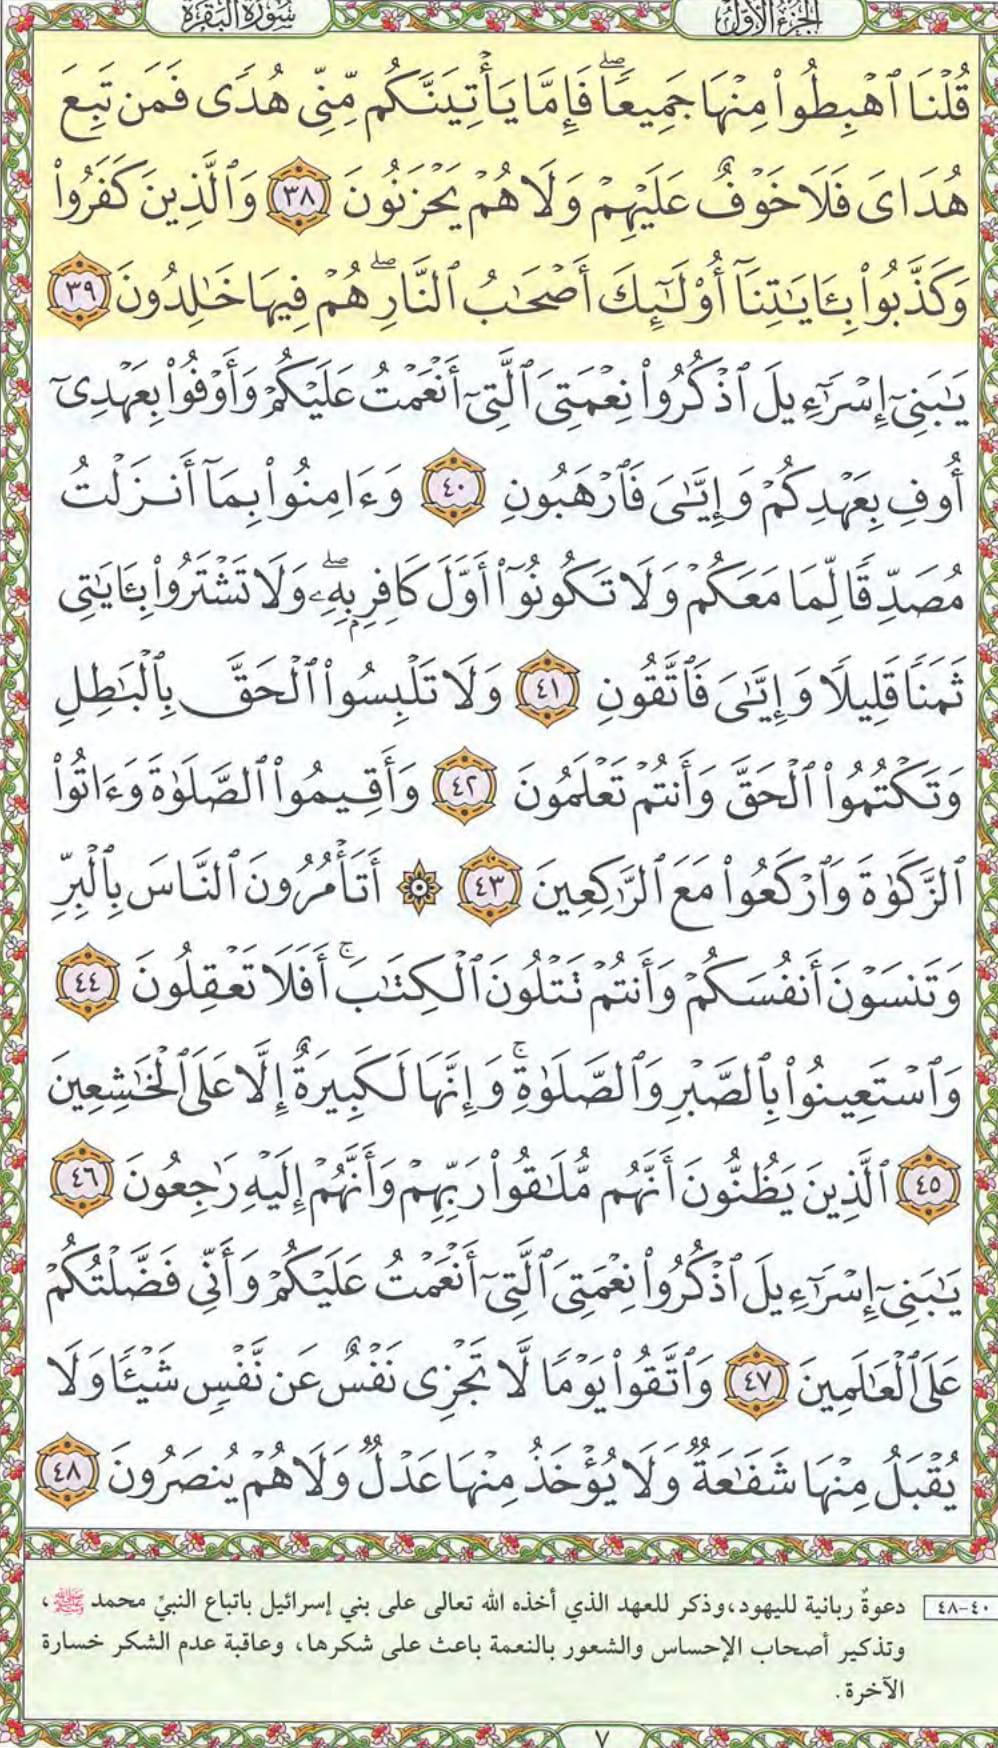 الجزء الأول
سورة البقرة
قُلْنَا ٱهْبِطُوا۟ مِنْهَا جَمِيعًا ۖ فَإِمَّا يَأْتِيَنَّكُم مِّنِّى هُدًى فَمَن تَبِعَ
هُدَاىَ فَلَا خَوْفٌ عَلَيْهِمْ وَلَا هُمْ يَحْزَنُونَ ٣٨ وَٱلَّذِينَ كَفَرُوا۟
وَكَذَّبُوا۟ بِـَٔايَـٰتِنَآ أُو۟لَـٰٓئِكَ أَصْحَـٰبُ ٱلنَّارِ ۖ هُمْ فِيهَا خَـٰلِدُونَ ٣٩
يَـٰبَنِىٓ إِسْرَٰٓءِيلَ ٱذْكُرُوا۟ نِعْمَتِىَ ٱلَّتِىٓ أَنْعَمْتُ عَلَيْكُمْ وَأَوْفُوا۟ بِعَهْدِىٓ
أُوفِ بِعَهْدِكُمْ وَإِيَّـٰىَ فَٱرْهَبُونِ ٤٠ وَءَامِنُوا۟ بِمَآ أَنزَلْتُ
مُصَدِّقًا لِّمَا مَعَكُمْ وَلَا تَكُونُوٓا۟ أَوَّلَ كَافِرٍۭ بِهِۦ ۖ وَلَا تَشْتَرُوا۟ بِـَٔايَـٰتِى
ثَمَنًا قَلِيلًا وَإِيَّـٰىَ فَٱتَّقُونِ ٤١ وَلَا تَلْبِسُوا۟ ٱلْحَقَّ بِٱلْبَـٰطِلِ
وَتَكْتُمُوا۟ ٱلْحَقَّ وَأَنتُمْ تَعْلَمُونَ ٤٢ وَأَقِيمُوا۟ ٱلصَّلَوٰةَ وَءَاتُوا۟
ٱلزَّكَوٰةَ وَٱرْكَعُوا۟ مَعَ ٱلرَّٰكِعِينَ ٤٣ ۞ أَتَأْمُرُونَ ٱلنَّاسَ بِٱلْبِرِّ
وَتَنسَوْنَ أَنفُسَكُمْ وَأَنتُمْ تَتْلُونَ ٱلْكِتَـٰبَ ۚ أَفَلَا تَعْقِلُونَ ٤٤
وَٱسْتَعِينُوا۟ بِٱلصَّبْرِ وَٱلصَّلَوٰةِ ۚ وَإِنَّهَا لَكَبِيرَةٌ إِلَّا عَلَى ٱلْخَـٰشِعِينَ
٤٥ ٱلَّذِينَ يَظُنُّونَ أَنَّهُم مُّلَـٰقُوا۟ رَبِّهِمْ وَأَنَّهُمْ إِلَيْهِ رَٰجِعُونَ ٤٦
يَـٰبَنِىٓ إِسْرَٰٓءِيلَ ٱذْكُرُوا۟ نِعْمَتِىَ ٱلَّتِىٓ أَنْعَمْتُ عَلَيْكُمْ وَأَنِّى فَضَّلْتُكُمْ
عَلَى ٱلْعَـٰلَمِينَ ٤٧ وَٱتَّقُوا۟ يَوْمًا لَّا تَجْزِى نَفْسٌ عَن نَّفْسٍ شَيْـًٔا وَلَا
يُقْبَلُ مِنْهَا شَفَـٰعَةٌ وَلَا يُؤْخَذُ مِنْهَا عَدْلٌ وَلَا هُمْ يُنصَرُونَ ٤٨
٤٠-٤٨ دعوةٌ ربانية لليهود، وذكر للعهد الذي أخذه الله تعالى على بني إسرائيل باتباع النبيِّ محمد ﷺ،
وتذكير أصحاب الإحساس والشعور بالنعمة باعث على شكرها، وعاقبة عدم الشكر خسارة
الآخرة.
٧